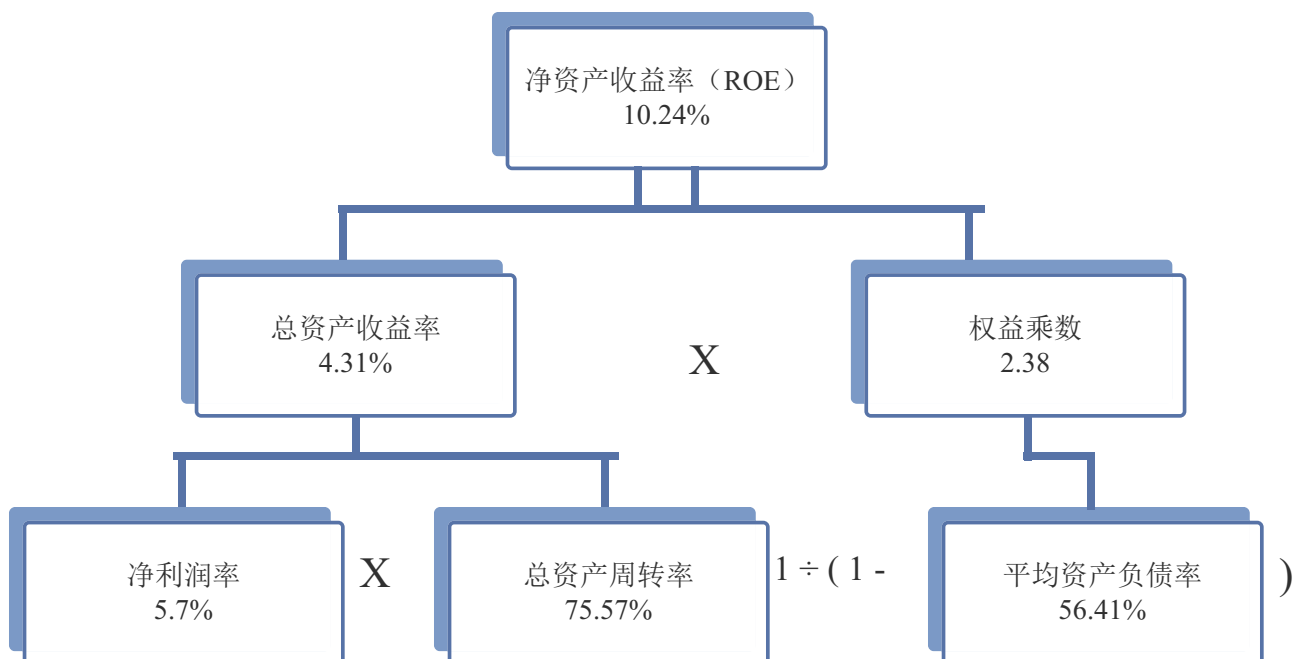 净资产收益率（ROE）
10.24%
总资产收益率
4.31%
X
权益乘数
2.38
净利润率
5.7%
X
总资产周转率
75.57%
1 ÷ ( 1 -
平均资产负债率
56.41%
)